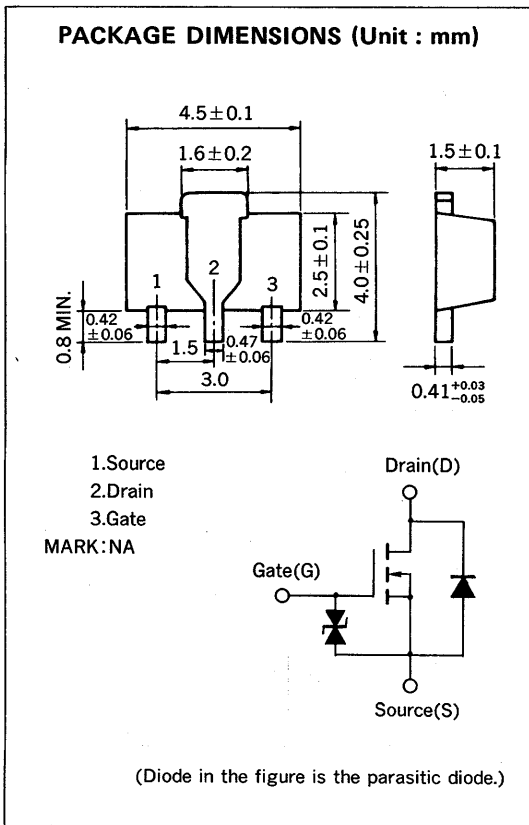 PACKAGE DIMENSIONS (Unit : mm)
4.5±0.1
1.6±0.2
1.5±0.1
1
2
3
2.5±0.1
4.0±0.25
0.8 MIN.
0.42
±0.06
1.5
0.47
±0.06
0.42
±0.06
3.0
0.41 +0.03
-0.05
1.Source
2.Drain
3.Gate
MARK:NA
Drain(D)
Gate(G)
Source(S)
(Diode in the figure is the parasitic diode.)